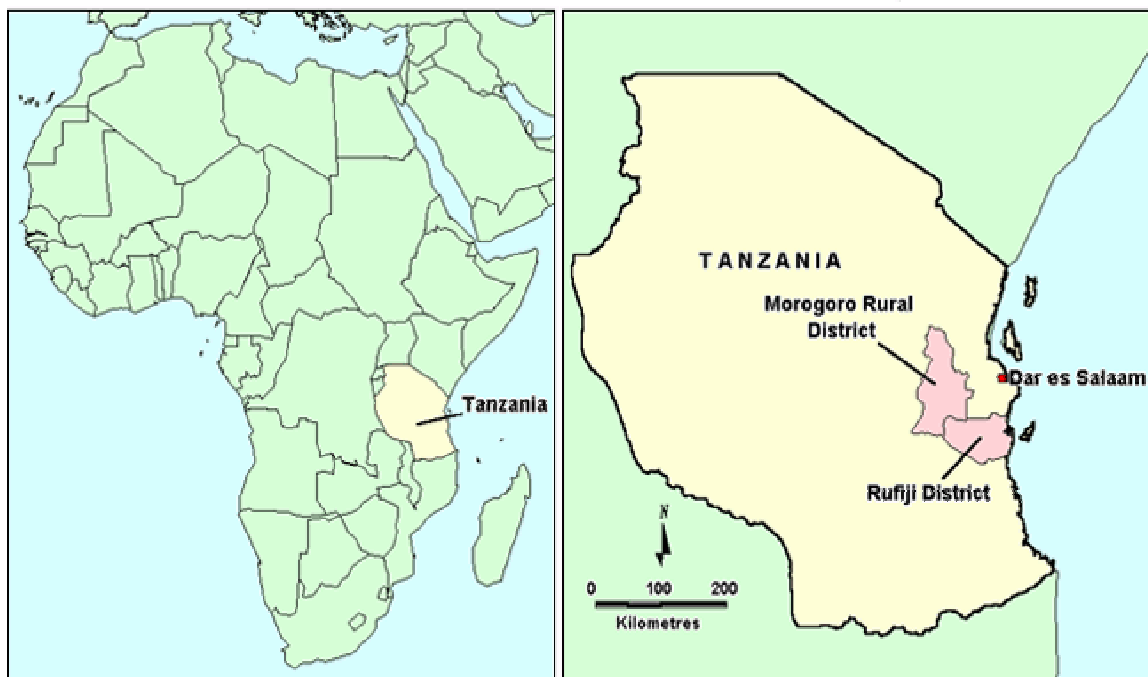 Tanzania
TANZANIA
Morogoro Rural
District
Dar es Salaam
Rufiji District
N
0 100 200
Kilometres